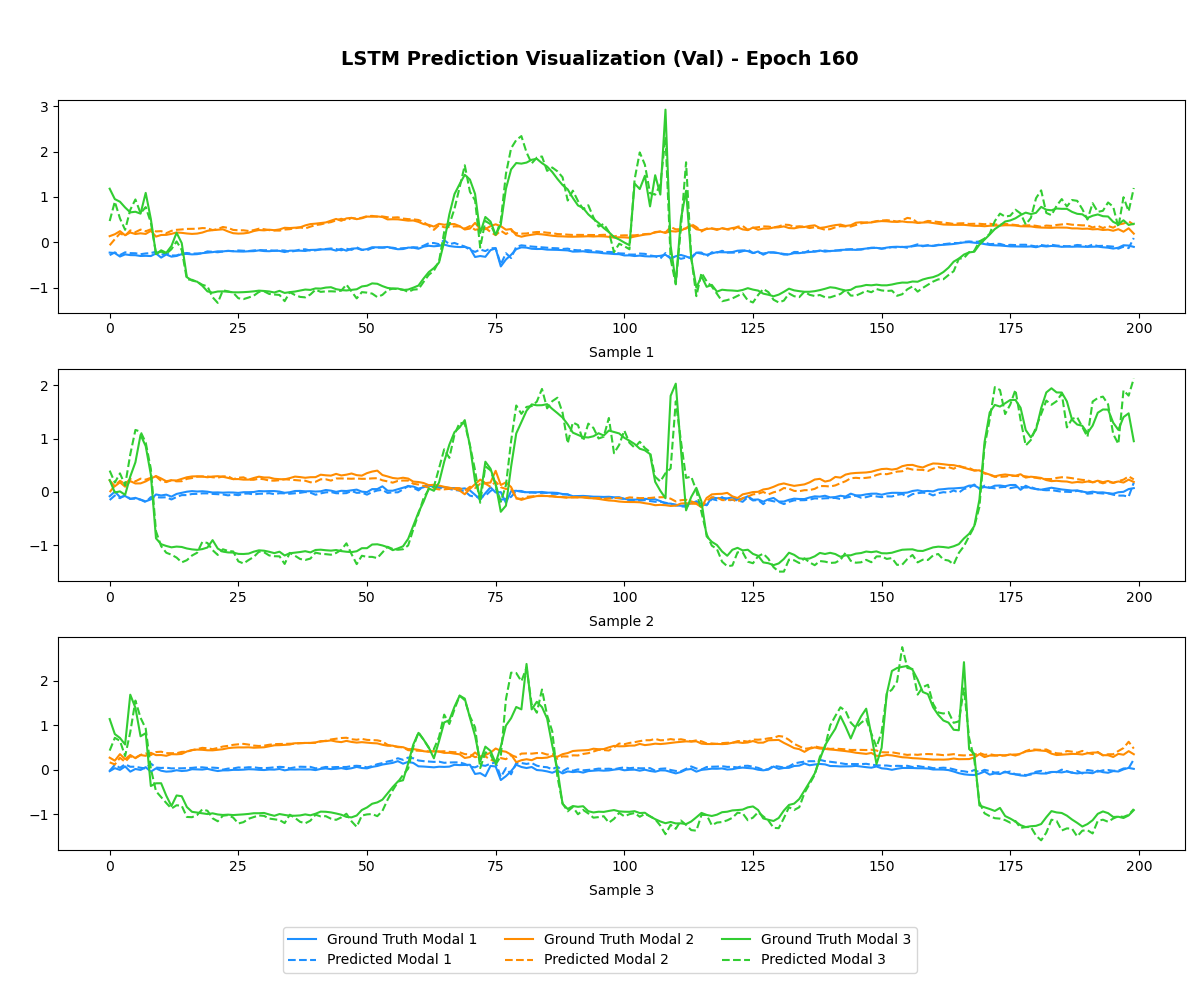 LSTM Prediction Visualization (Val) - Epoch 160
3
2
1
0
−1
0 25 50 75 100 125 150 175 200
Sample 1
2
1
0
−1
0 25 50 75 100 125 150 175 200
Sample 2
2
1
0
−1
0 25 50 75 100 125 150 175 200
Sample 3
Ground Truth Modal 1 Ground Truth Modal 2 Ground Truth Modal 3
Predicted Modal 1 Predicted Modal 2 Predicted Modal 3